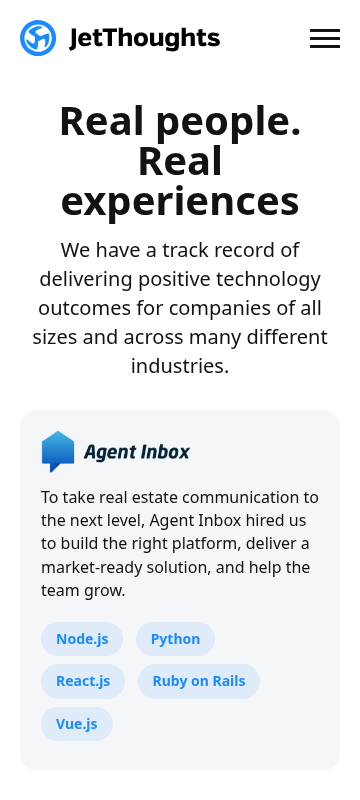 JetThoughts
Real people.
Real
experiences
We have a track record of
delivering positive technology
outcomes for companies of all
sizes and across many different
industries.
Agent Inbox
To take real estate communication to
the next level, Agent Inbox hired us
to build the right platform, deliver a
market-ready solution, and help the
team grow.
Node.js Python
React.js Ruby on Rails
Vue.js